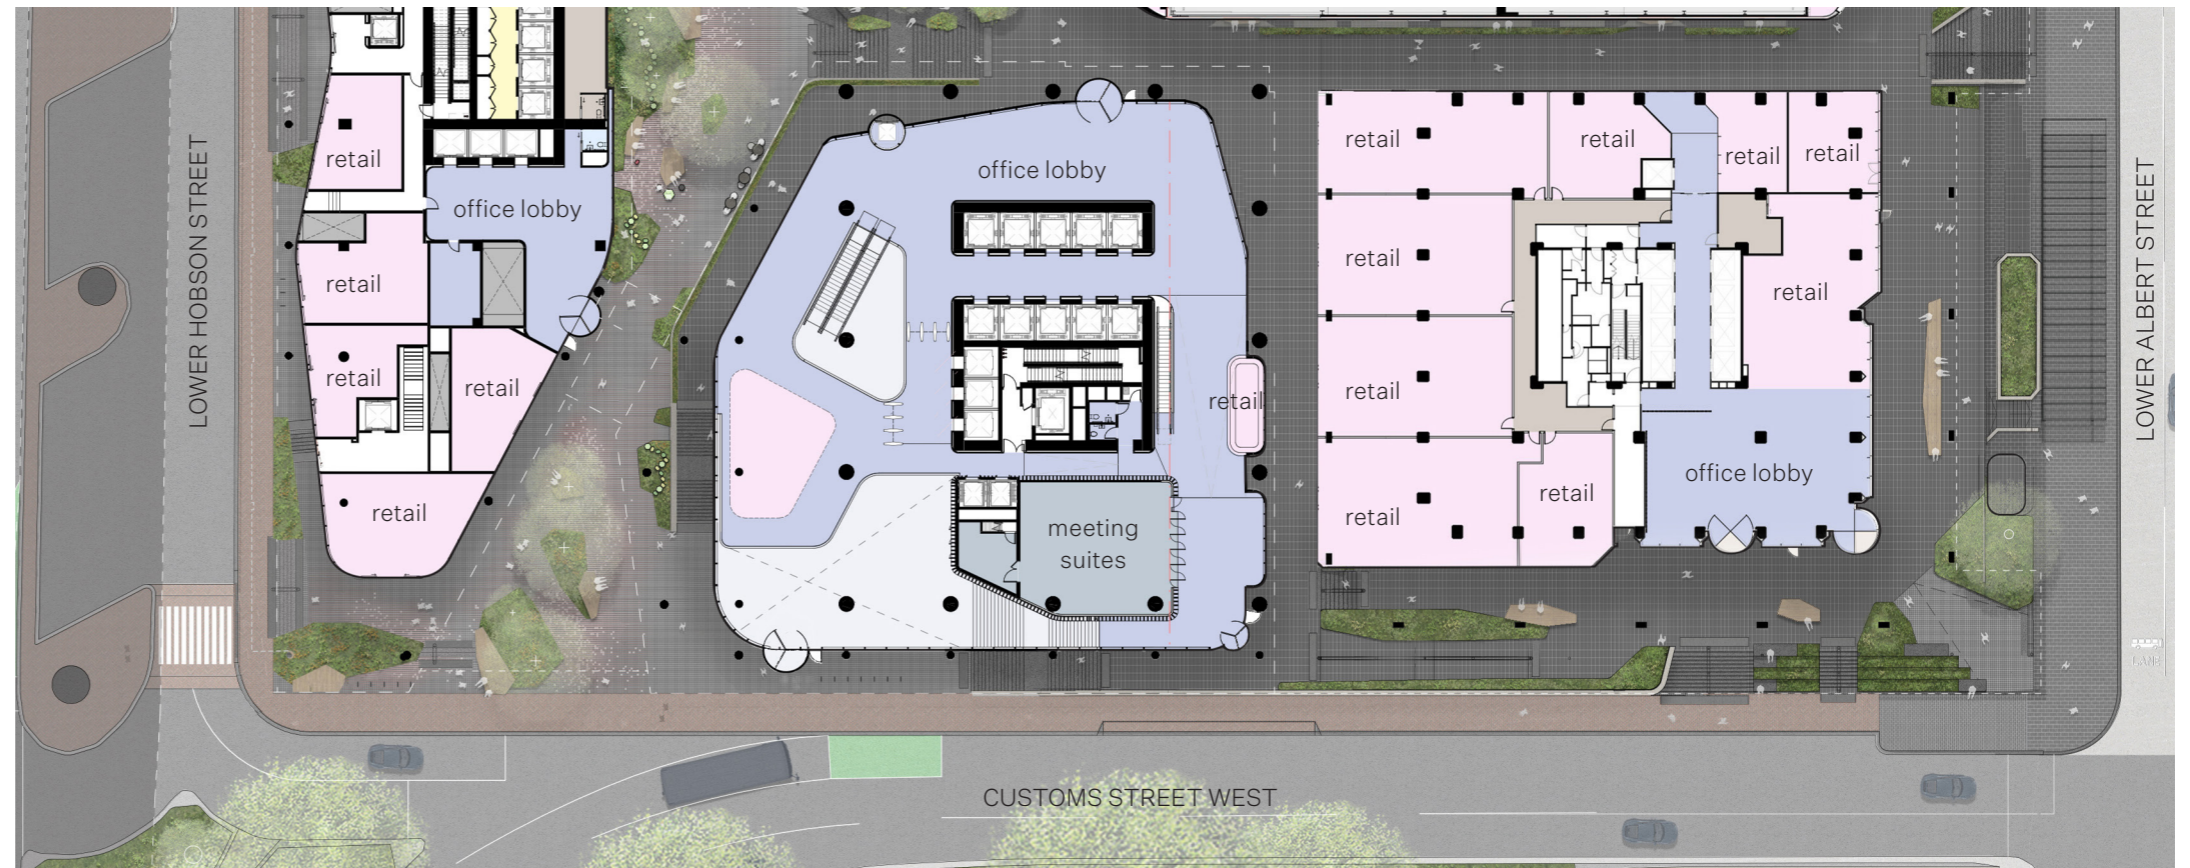 LOWER HOBSON STREET
retail
office lobby
retail
retail
retail
retail
office lobby
retail
meeting
suites
retail
retail
retail
retail
retail
retail
retail
retail
office lobby
retail
retail
LOWER ALBERT STREET
CUSTOMS STREET WEST
LANE